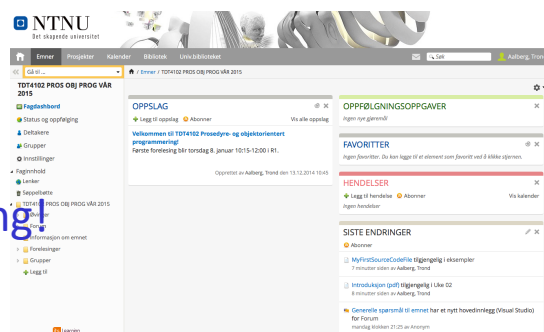 NTNU
Det skapende universitet
Emner Prosjekter Kalender Bibliotek Univ.biblioteket
Søk
Aalberg, Trond
Gå til ...
/ Emner / TDT4102 PROS OBJ PROG VÅR 2015
TDT4102 PROS OBJ PROG VÅR
2015
Fagdashbord
Status og oppfølging
Deltakere
Grupper
Innstillinger
Faginnhold
Lenker
Søppelbøtte
TDT4102 PROS OBJ PROG VÅR 2015
Øvinger
Forum
Informasjon om emnet
Forelesinger
Grupper
Legg til
ng!
OPPSLAG
Legg til oppslag Abonner Vis alle oppslag
Velkommen til TDT4102 Prosedyre- og objektorientert
programmering!
Første forelesing blir torsdag 8. januar 10:15-12:00 i R1.
Opprettet av Aalberg, Trond den 13.12.2014 10:45
OPPFØLGNINGSOPPGAVER
Ingen nye gjøremål
FAVORITTER
Ingen favoritter. Du kan legge til et element som favoritt ved å klikke stjernen.
HENDELSER
Legg til hendelse Abonner Vis kalender
Ingen hendelser
SISTE ENDRINGER
Abonner
MyFirstSourceCodeFile tilgjengelig i eksempler
7 minutter siden av Aalberg, Trond
Introduksjon (pdf) tilgjengelig i Uke 02
8 minutter siden av Aalberg, Trond
Generelle spørsmål til emnet har et nytt hovedinnlegg (Visual Studio)
for Forum
mandag klokken 21:25 av Anonym